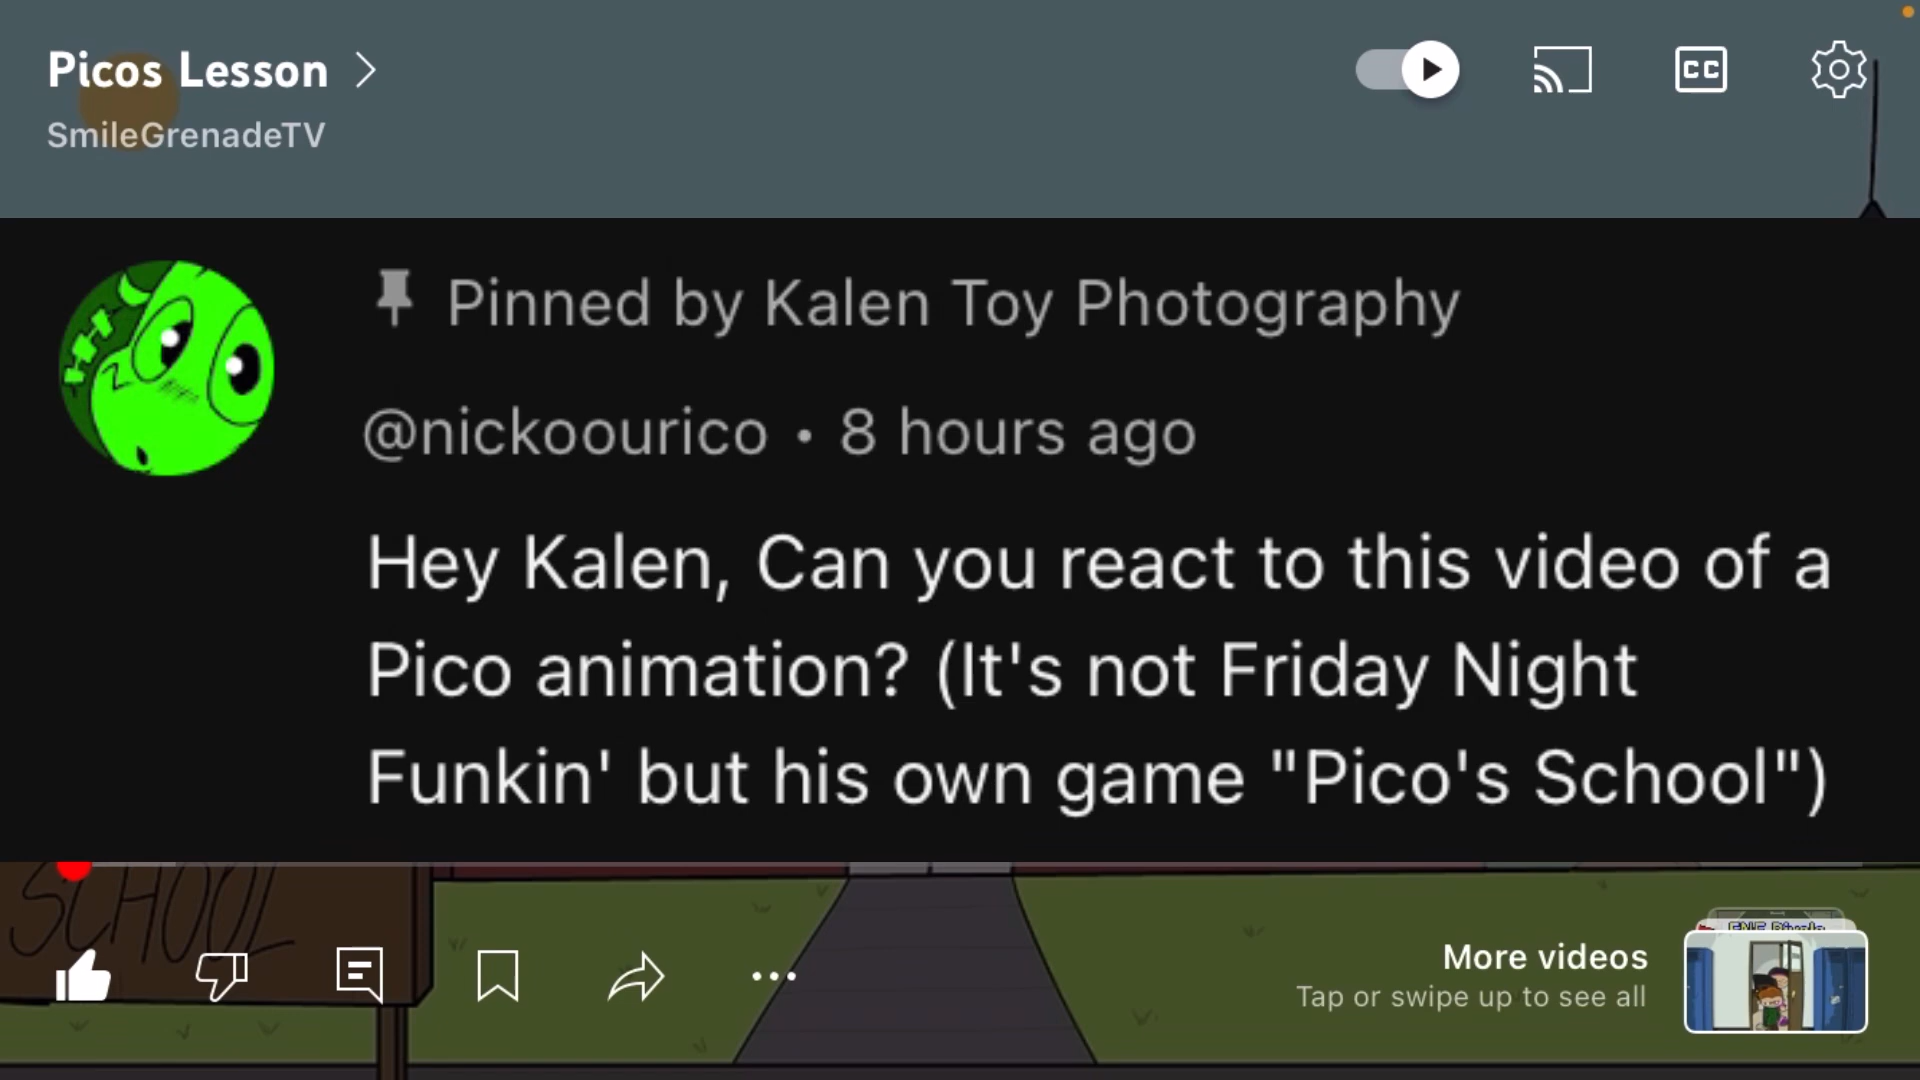 Picos Lesson
SmileGrenadeTV
CC
Pinned by Kalen Toy Photography
@nickoourico • 8 hours ago
Hey Kalen, Can you react to this video of a
Pico animation? (It's not Friday Night
Funkin' but his own game "Pico's School")
SCHOOL
More videos
Tap or swipe up to see all